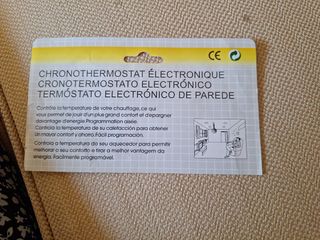 CE
CHRONOTHERMOSTAT ÉLECTRONIQUE
CRONOTERMOSTATO ELECTRÓNICO
TERMÓSTATO ELECTRÓNICO DE PAREDE
Contrôle la température de votre chauffage, ce qui
vous permet de jouir d'un plus grand confort et d'epargner
davantage d'energie Programmation aisée.
Controla la temperatura de su calefacción para obtener
un mayor confort y ahorro. Fácil programación.
Controla a temperatura do seu aquecedor para permitir
melhorar o seu conforto e tirar a melhor vantagem da
energia. Facilmente programável.